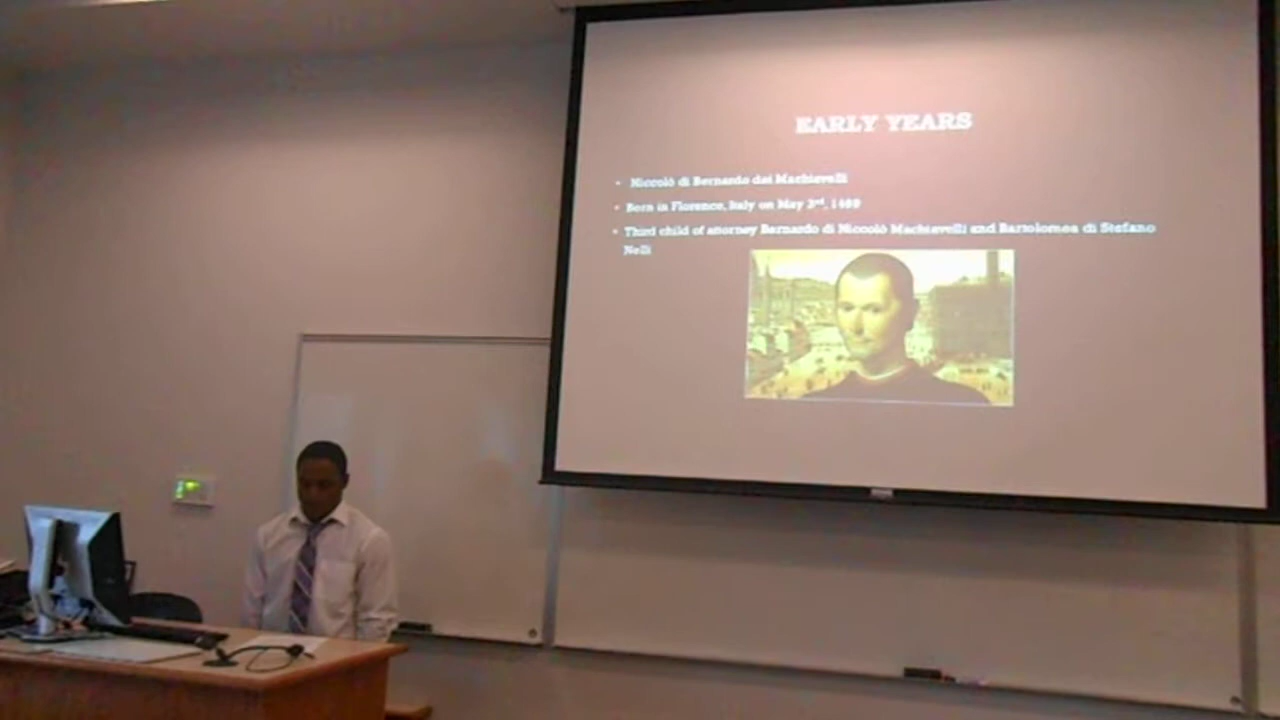 EARLY YEARS
Niccolò di Bernardo dei Machiavelli
Born in Florence, Italy on May 3rd, 1469
Third child of attorney Bernardo di Niccolò Machiavelli and Bartolomea di Stefano
Nelli